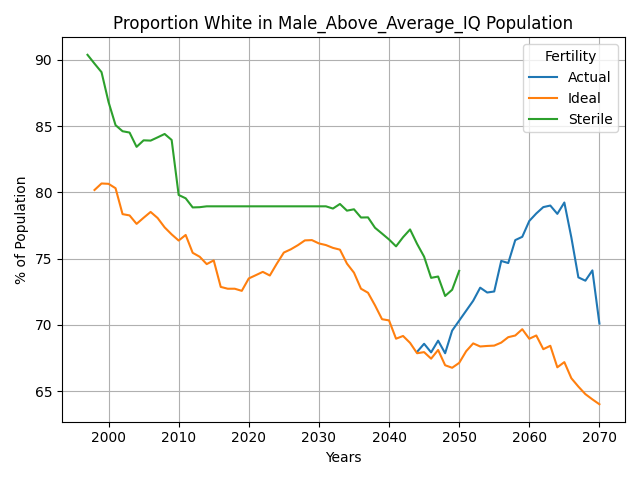 Proportion White in Male_Above_Average_IQ Population
Fertility
Actual
Ideal
Sterile
% of Population
90
85
80
75
70
65
2000 2010 2020 2030 2040 2050 2060 2070
Years